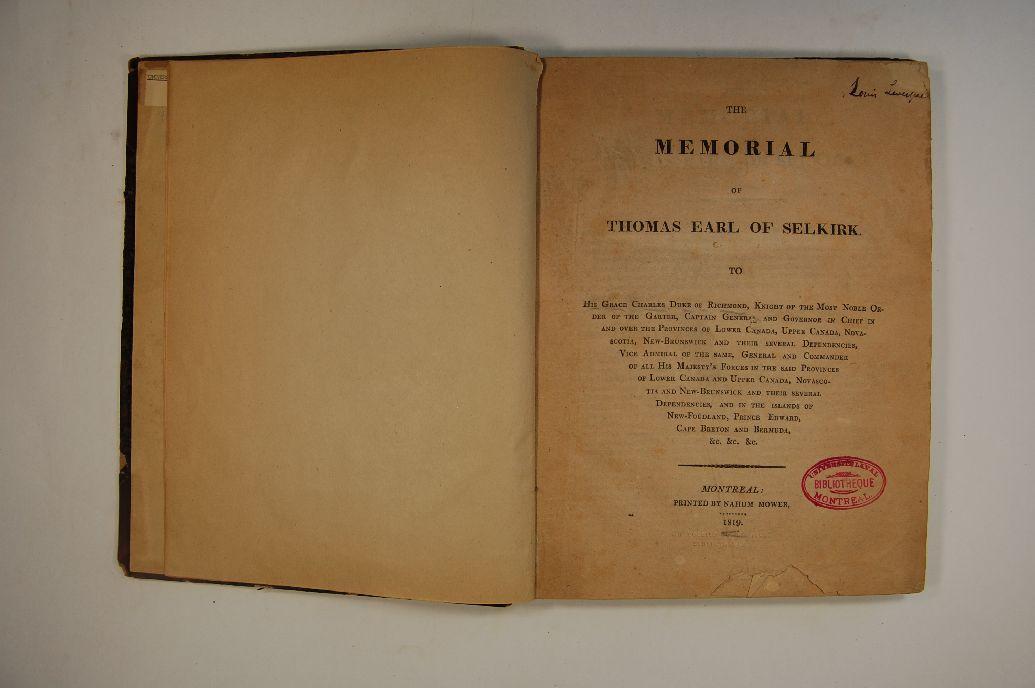 Louis
THE
MEMORIAL
OF
THOMAS EARL OF SELKIRK.
TO
HIS GRACE CHARLES DUKE OF RICHMOND, KNIGHT OF THE MOST NOBLE OR-
DER OF THE GARTER, CAPTAIN GENERAL AND GOVERNOR IN CHIEF IN
AND OVER THE PROVINCES OF LOWER CANADA, UPPER CANADA, NOVA-
SCOTIA, NEW-BRUNSWICK AND THEIR SEVERAL DEPENDENCIES,
VICE ADMIRAL OF THE SAME, GENERAL AND COMMANDER
OF ALL HIS MAJESTY'S FORCES IN THE SAID PROVINCES
OF LOWER CANADA AND UPPER CANADA, NOVASCO-
TIA AND NEW-BRUNSWICK AND THEIR SEVERAL
DEPENDENCIES, AND IN THE ISLANDS OF
NEW-FOUDLAND, PRINCE EDWARD,
CAPE BRETON AND BERMUDA,
&c. &c. &c.
MONTREAL:
PRINTED BY NAHUM MOWER,
1819.
UNIVERSITÉ LAVAL
BIBLIOTHEQUE
MONTREAL